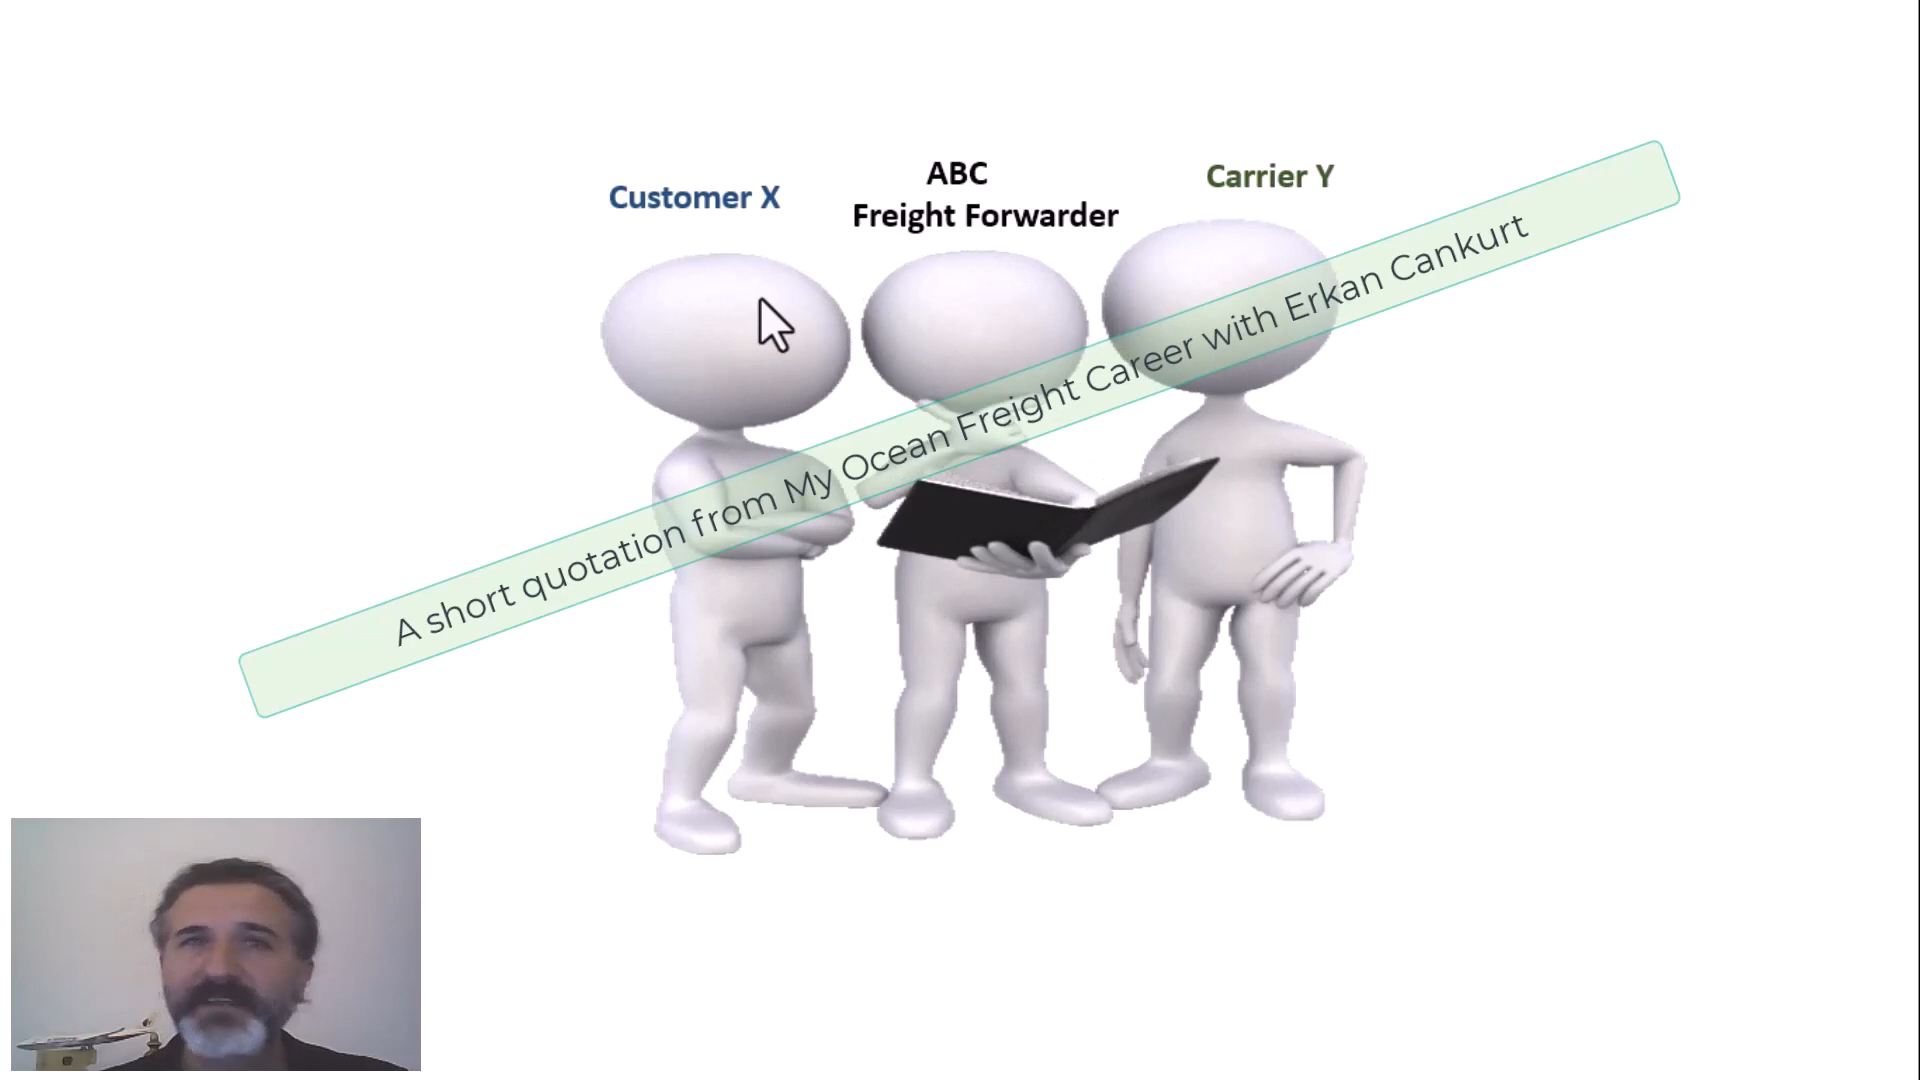 Customer X
ABC
Freight Forwarder
Carrier Y
A short quotation from My Ocean Freight Career with Erkan Cankurt